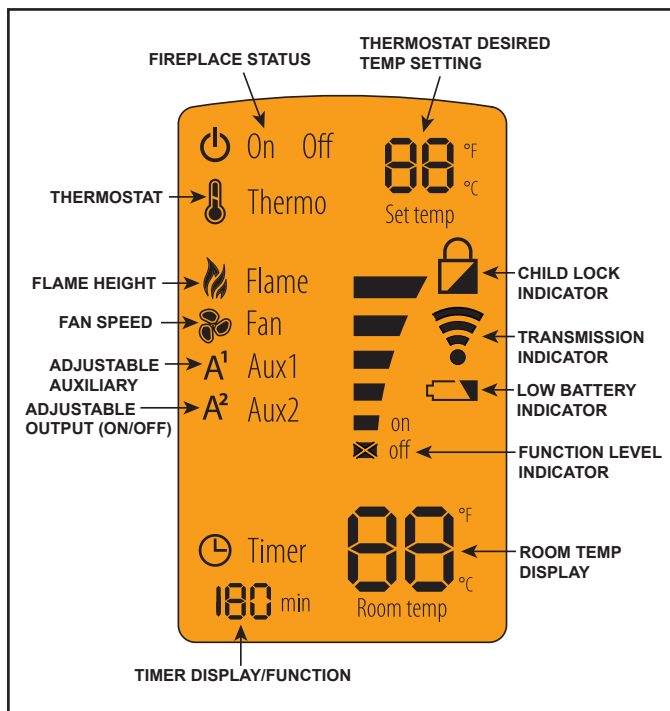 FIREPLACE STATUS
THERMOSTAT DESIRED
TEMP SETTING
On Off
88 °F
°C
Set temp
THERMOSTAT
Thermo
FLAME HEIGHT
Flame
CHILD LOCK
INDICATOR
FAN SPEED
Fan
TRANSMISSION
INDICATOR
ADJUSTABLE
AUXILIARY
A¹ Aux1
LOW BATTERY
INDICATOR
ADJUSTABLE
OUTPUT (ON/OFF)
A² Aux2
on
off
FUNCTION LEVEL
INDICATOR
Timer
180 min
88 °F
°C
Room temp
ROOM TEMP
DISPLAY
TIMER DISPLAY/FUNCTION